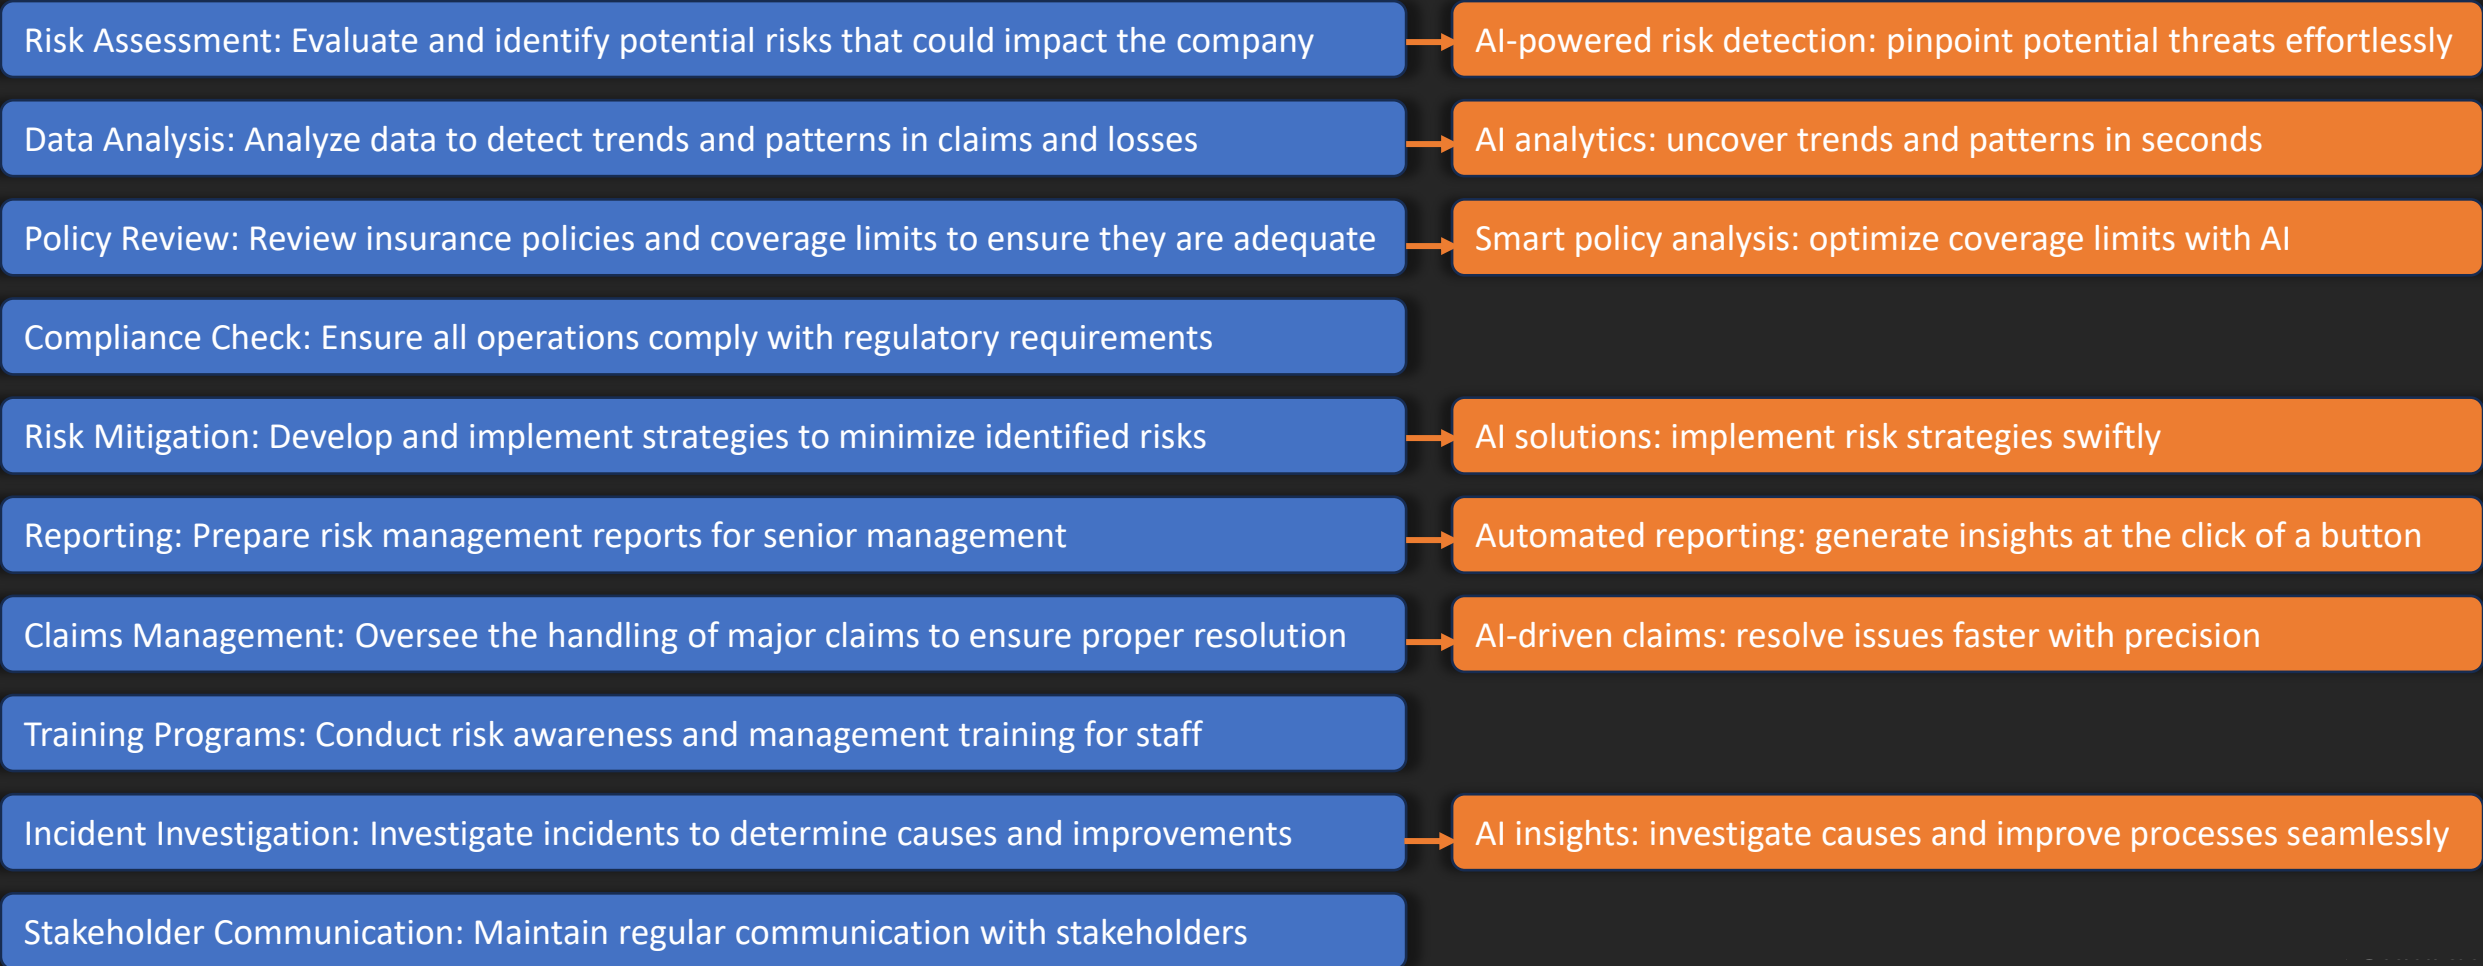 Risk Assessment: Evaluate and identify potential risks that could impact the company
AI-powered risk detection: pinpoint potential threats effortlessly
Data Analysis: Analyze data to detect trends and patterns in claims and losses
AI analytics: uncover trends and patterns in seconds
Policy Review: Review insurance policies and coverage limits to ensure they are adequate
Smart policy analysis: optimize coverage limits with AI
Compliance Check: Ensure all operations comply with regulatory requirements
Risk Mitigation: Develop and implement strategies to minimize identified risks
AI solutions: implement risk strategies swiftly
Reporting: Prepare risk management reports for senior management
Automated reporting: generate insights at the click of a button
Claims Management: Oversee the handling of major claims to ensure proper resolution
AI-driven claims: resolve issues faster with precision
Training Programs: Conduct risk awareness and management training for staff
Incident Investigation: Investigate incidents to determine causes and improvements
AI insights: investigate causes and improve processes seamlessly
Stakeholder Communication: Maintain regular communication with stakeholders